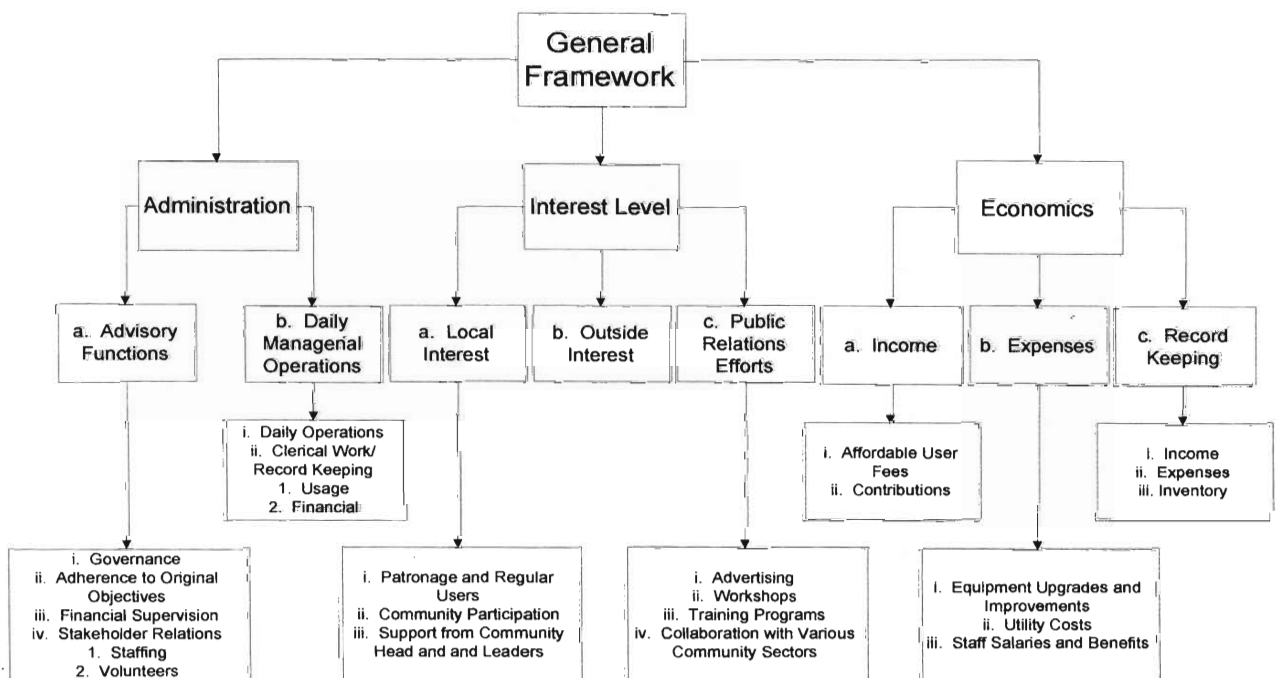 General
Framework
Administration
Interest Level
Economics
a. Advisory
Functions
b. Daily
Managerial
Operations
a. Local
Interest
b. Outside
Interest
c. Public
Relations
Efforts
a. Income
b. Expenses
c. Record
Keeping
i. Daily Operations
ii. Clerical Work/
Record Keeping
1. Usage
2. Financial
i. Affordable User
Fees
ii. Contributions
i. Income
ii. Expenses
iii. Inventory
i. Governance
ii. Adherence to Original
Objectives
iii. Financial Supervision
iv. Stakeholder Relations
1. Staffing
2. Volunteers
i. Patronage and Regular
Users
ii. Community Participation
iii. Support from Community
Head and and Leaders
i. Advertising
ii. Workshops
iii. Training Programs
iv. Collaboration with Various
Community Sectors
i. Equipment Upgrades and
Improvements
ii. Utility Costs
iii. Staff Salaries and Benefits